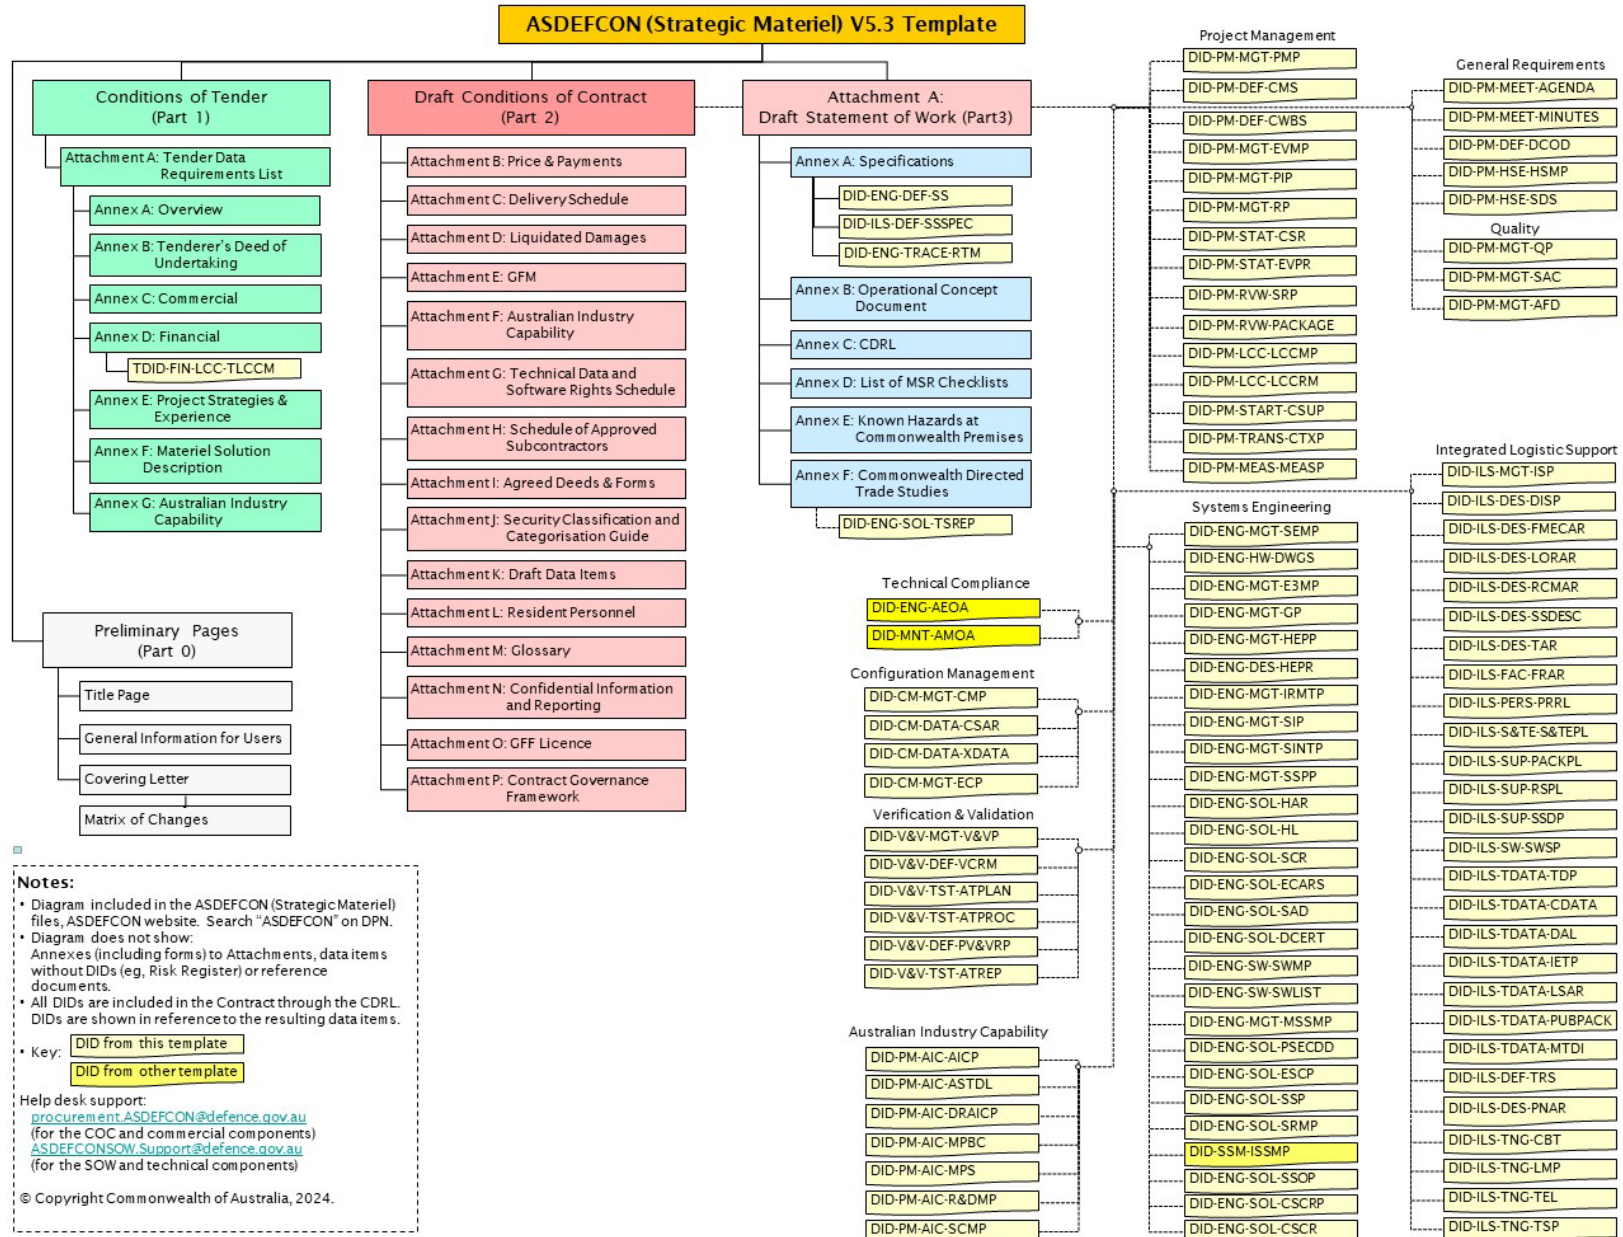 ASDEFCON (Strategic Materiel) V5.3 Template
Conditions of Tender
(Part 1)
Attachment A: Tender Data
Requirements List
Annex A: Overview
Annex B: Tenderer's Deed of
Undertaking
Annex C: Commercial
Annex D: Financial
TDID-FIN-LCC-TLCCM
Annex E: Project Strategies &
Experience
Annex F: Materiel Solution
Description
Annex G: Australian Industry
Capability
Preliminary Pages
(Part 0)
Title Page
General Information for Users
Covering Letter
Matrix of Changes
Draft Conditions of Contract
(Part 2)
Attachment B: Price & Payments
Attachment C: Delivery Schedule
Attachment D: Liquidated Damages
Attachment E: GFM
Attachment F: Australian Industry
Capability
Attachment G: Technical Data and
Software Rights Schedule
Attachment H: Schedule of Approved
Subcontractors
Attachment I: Agreed Deeds & Forms
Attachment J: Security Classification and
Categorisation Guide
Attachment K: Draft Data Items
Attachment L: Resident Personnel
Attachment M: Glossary
Attachment N: Confidential Information
and Reporting
Attachment O: GFF Licence
Attachment P: Contract Governance
Framework
Attachment A:
Draft Statement of Work (Part3)
Annex A: Specifications
DID-ENG-DEF-SS
DID-ILS-DEF-SSSPEC
DID-ENG-TRACE-RTM
Annex B: Operational Concept
Document
Annex C: CDRL
Annex D: List of MSR Checklists
Annex E: Known Hazards at
Commonwealth Premises
Annex F: Commonwealth Directed
Trade Studies
DID-ENG-SOL-TSREP
Technical Compliance
DID-ENG-AEOA
DID-MNT-AMOA
Configuration Management
DID-CM-MGT-CMP
DID-CM-DATA-CSAR
DID-CM-DATA-XDATA
DID-CM-MGT-ECP
Verification & Validation
DID-V&V-MGT-V&VP
DID-V&V-DEF-VCRM
DID-V&V-TST-ATPLAN
DID-V&V-TST-ATPROC
DID-V&V-DEF-PV&VRP
DID-V&V-TST-ATREP
Australian Industry Capability
DID-PM-AIC-AICP
DID-PM-AIC-ASTDL
DID-PM-AIC-DRAICP
DID-PM-AIC-MPBC
DID-PM-AIC-MPS
DID-PM-AIC-R&DMP
DID-PM-AIC-SCMP
Project Management
DID-PM-MGT-PMP
DID-PM-DEF-CMS
DID-PM-DEF-CWBS
DID-PM-MGT-EVMP
DID-PM-MGT-PIP
DID-PM-MGT-RP
DID-PM-STAT-CSR
DID-PM-STAT-EVPR
DID-PM-RVW-SRP
DID-PM-RVW-PACKAGE
DID-PM-LCC-LCCMP
DID-PM-LCC-LCCRM
DID-PM-START-CSUP
DID-PM-TRANS-CTXP
DID-PM-MEAS-MEASP
Systems Engineering
DID-ENG-MGT-SEMP
DID-ENG-HW-DWGS
DID-ENG-MGT-E3MP
DID-ENG-MGT-GP
DID-ENG-MGT-HEPP
DID-ENG-DES-HEPR
DID-ENG-MGT-IRMTP
DID-ENG-MGT-SIP
DID-ENG-MGT-SINTP
DID-ENG-MGT-SSPP
DID-ENG-SOL-HAR
DID-ENG-SOL-HL
DID-ENG-SOL-SCR
DID-ENG-SOL-ECARS
DID-ENG-SOL-SAD
DID-ENG-SOL-DCERT
DID-ENG-SW-SWMP
DID-ENG-SW-SWLIST
DID-ENG-MGT-MSSMP
DID-ENG-SOL-PSECDD
DID-ENG-SOL-ESCP
DID-ENG-SOL-SSP
DID-ENG-SOL-SRMP
DID-SSM-ISSMP
DID-ENG-SOL-SSOP
DID-ENG-SOL-CSCRP
DID-ENG-SOL-CSCR
General Requirements
DID-PM-MEET-AGENDA
DID-PM-MEET-MINUTES
DID-PM-DEF-DCOD
DID-PM-HSE-HSMP
DID-PM-HSE-SDS
Quality
DID-PM-MGT-QP
DID-PM-MGT-SAC
DID-PM-MGT-AFD
Integrated Logistic Support
DID-ILS-MGT-ISP
DID-ILS-DES-DISP
DID-ILS-DES-FMECAR
DID-ILS-DES-LORAR
DID-ILS-DES-RCMAR
DID-ILS-DES-SSDESC
DID-ILS-DES-TAR
DID-ILS-FAC-FRAR
DID-ILS-PERS-PRRL
DID-ILS-S&TE-S&TEPL
DID-ILS-SUP-PACKPL
DID-ILS-SUP-RSPL
DID-ILS-SUP-SSDP
DID-ILS-SW-SWSP
DID-ILS-TDATA-TDP
DID-ILS-TDATA-CDATA
DID-ILS-TDATA-DAL
DID-ILS-TDATA-IETP
DID-ILS-TDATA-LSAR
DID-ILS-TDATA-PUBPACK
DID-ILS-TDATA-MTDI
DID-ILS-DEF-TRS
DID-ILS-DES-PNAR
DID-ILS-TNG-CBT
DID-ILS-TNG-LMP
DID-ILS-TNG-TEL
DID-ILS-TNG-TSP
Notes:
• Diagram included in the ASDEFCON (Strategic Materiel)
files, ASDEFCON website. Search "ASDEFCON" on DPN.
• Diagram does not show:
Annexes (including forms) to Attachments, data items
without DIDs (eg, Risk Register) or reference
documents.
• All DIDs are included in the Contract through the CDRL.
DIDs are shown in reference to the resulting data items.
• Key: DID from this template
DID from other template
Help desk support:
procurement.ASDEFCON@defence.gov.au
(for the COC and commercial components)
ASDEFCONSOW.Support@defence.gov.au
(for the SOW and technical components)
© Copyright Commonwealth of Australia, 2024.